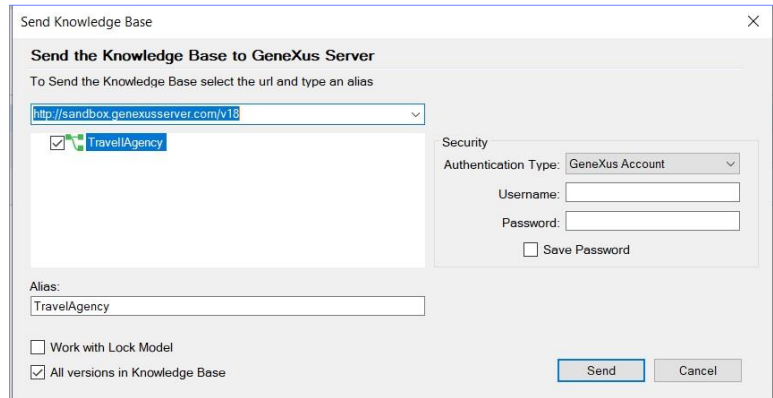 Send Knowledge Base
Send the Knowledge Base to GeneXus Server
To Send the Knowledge Base select the url and type an alias
http://sandbox.genexusserver.com/v18
TravellAgency
Security
Authentication Type: GeneXus Account
Username:
Password:
Save Password
Alias:
TravelAgency
Work with Lock Model
All versions in Knowledge Base
Send Cancel